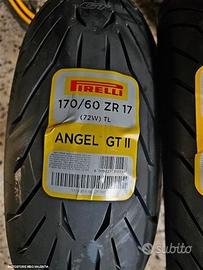 PIRELLI
170/60 ZR 17
(72W) TL
ANGEL GT II
subito